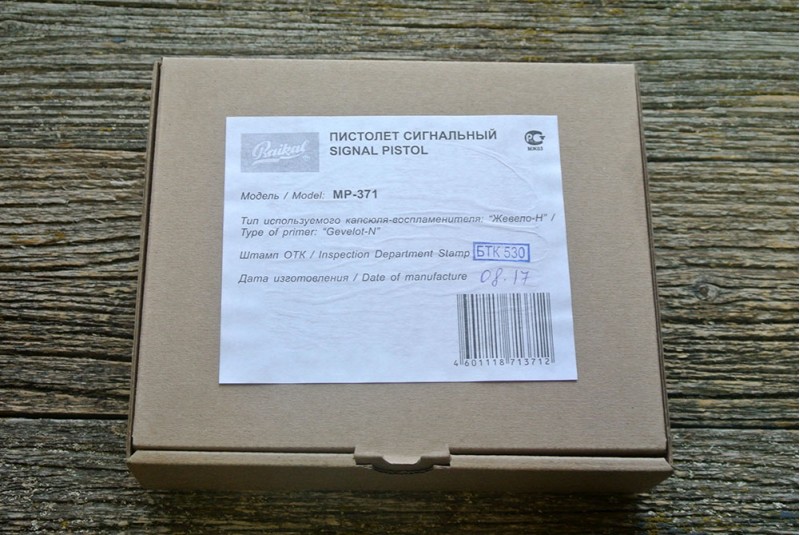 Baikal
ПИСТОЛЕТ СИГНАЛЬНЫЙ
SIGNAL PISTOL
Модель / Model: MP-371
Тип используемого капсюля-воспламенителя: "Жевело-Н" /
Type of primer: "Gevelot-N"
Штамп ОТК / Inspection Department Stamp БТК 530
Дата изготовления / Date of manufacture 08.17
4 601118 713712